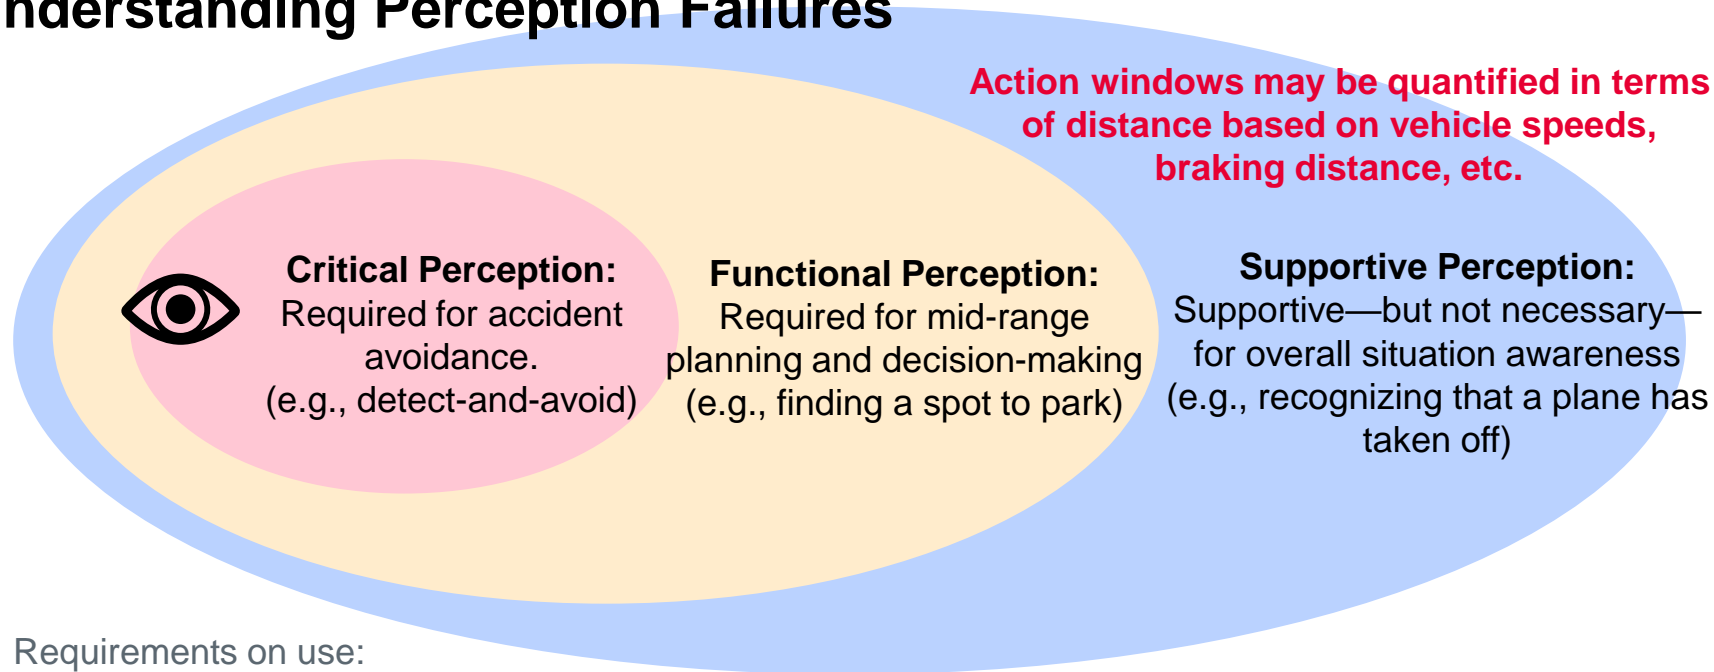 nderstanding Perception Failures
Action windows may be quantified in terms
of distance based on vehicle speeds,
braking distance, etc.
Critical Perception:
Required for accident
avoidance.
(e.g., detect-and-avoid)
Functional Perception:
Required for mid-range
planning and decision-making
(e.g., finding a spot to park)
Supportive Perception:
Supportive—but not necessary—
for overall situation awareness
(e.g., recognizing that a plane has
taken off)
Requirements on use: